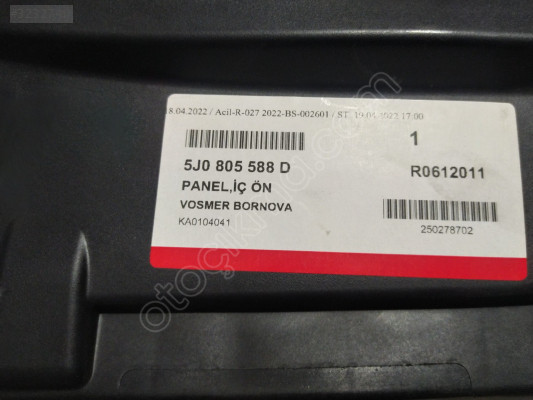 18.04.2022 / Acil-R-027 2022-BS-002601 / ST. 19.04.2022 17:00
1
5J0 805 588 D
R0612011
PANEL,İÇ ÖN
VOSMER BORNOVA
KA0104041
250278702
otoçıkma.com